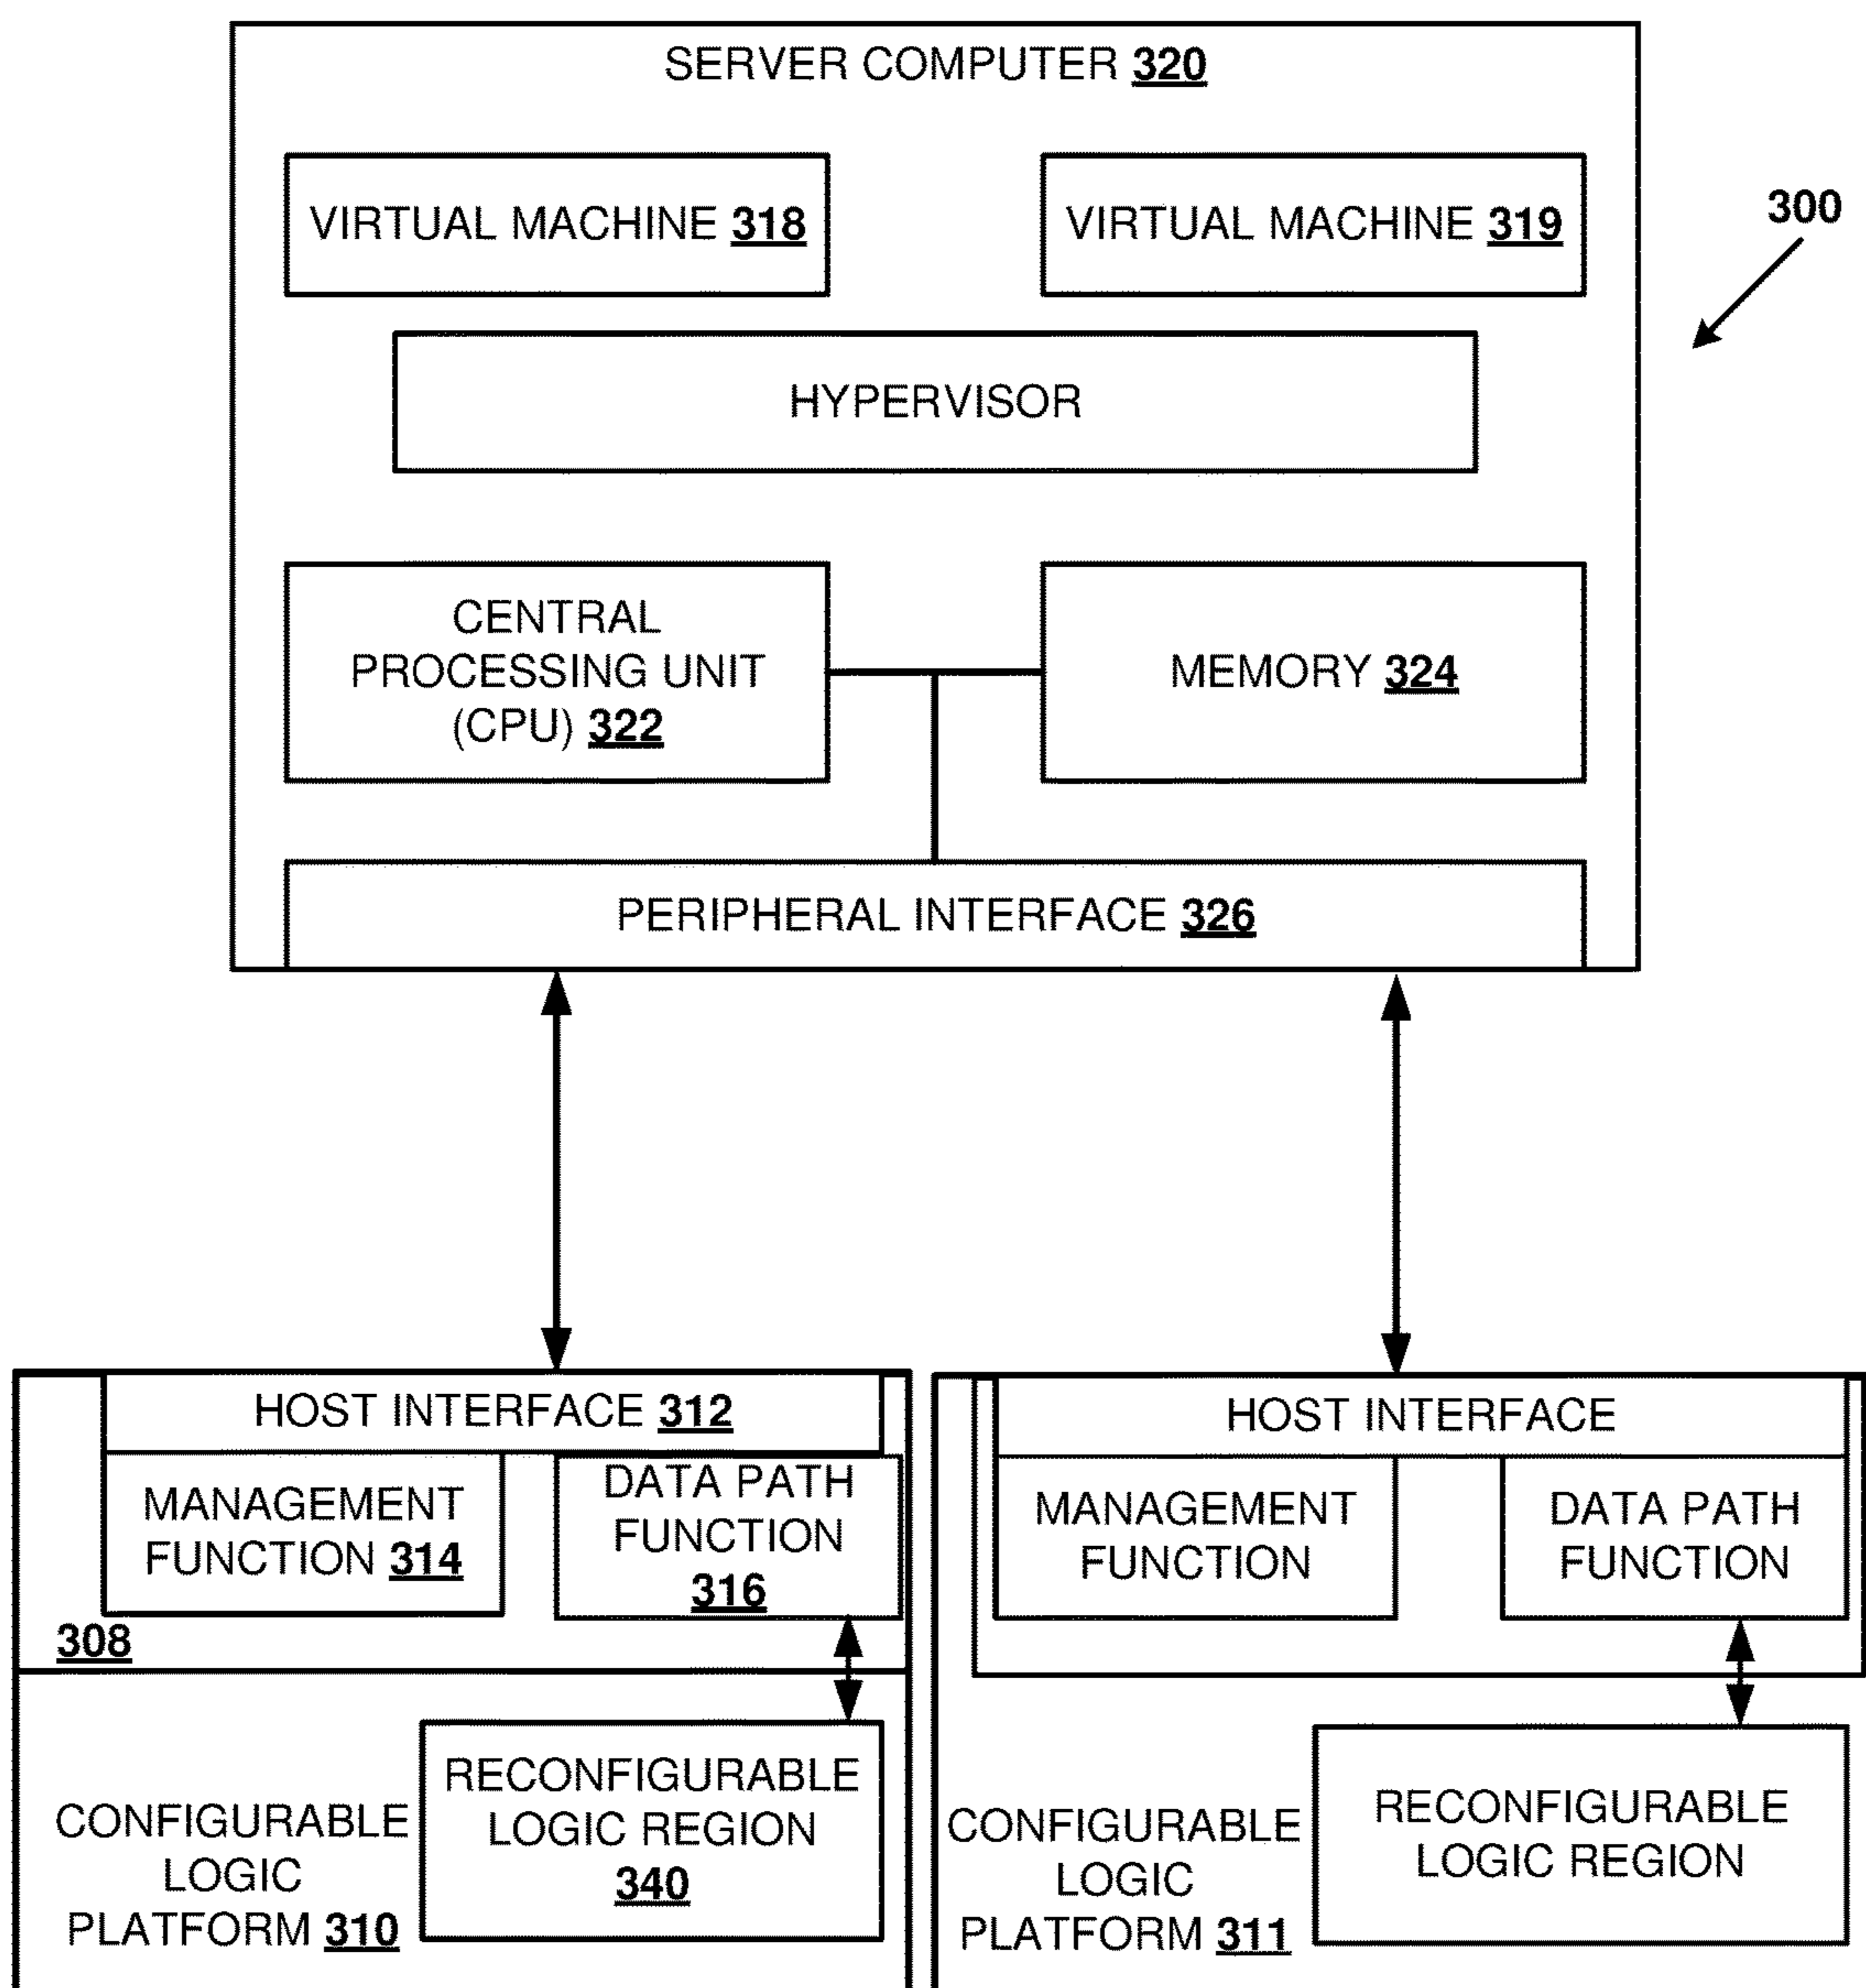 SERVER COMPUTER 320
VIRTUAL MACHINE 318
VIRTUAL MACHINE 319
300
HYPERVISOR
CENTRAL
PROCESSING UNIT
(CPU) 322
MEMORY 324
PERIPHERAL INTERFACE 326
HOST INTERFACE 312
MANAGEMENT
FUNCTION 314
DATA PATH
FUNCTION
316
308
RECONFIGURABLE
LOGIC REGION
340
CONFIGURABLE
LOGIC
PLATFORM 310
HOST INTERFACE
MANAGEMENT
FUNCTION
DATA PATH
FUNCTION
RECONFIGURABLE
LOGIC REGION
CONFIGURABLE
LOGIC
PLATFORM 311